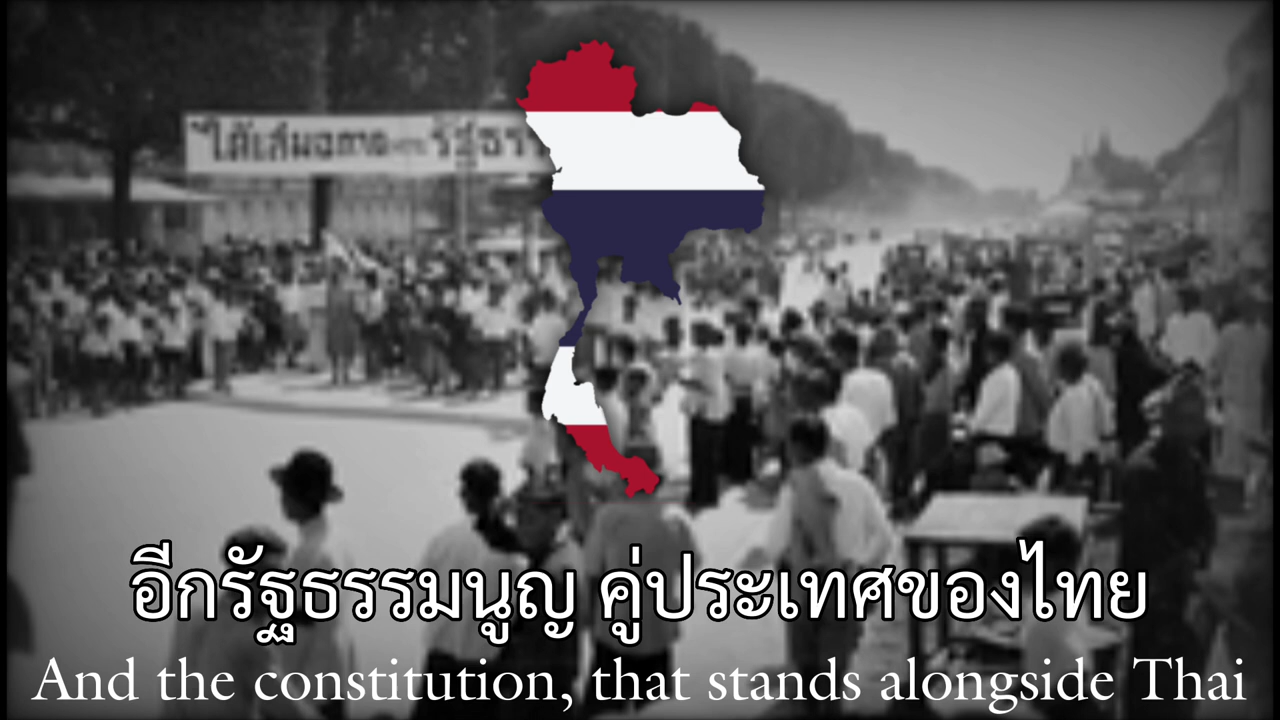 อีกรัฐธรรมนูญ คู่ประเทศของไทย
And the constitution, that stands alongside Thai